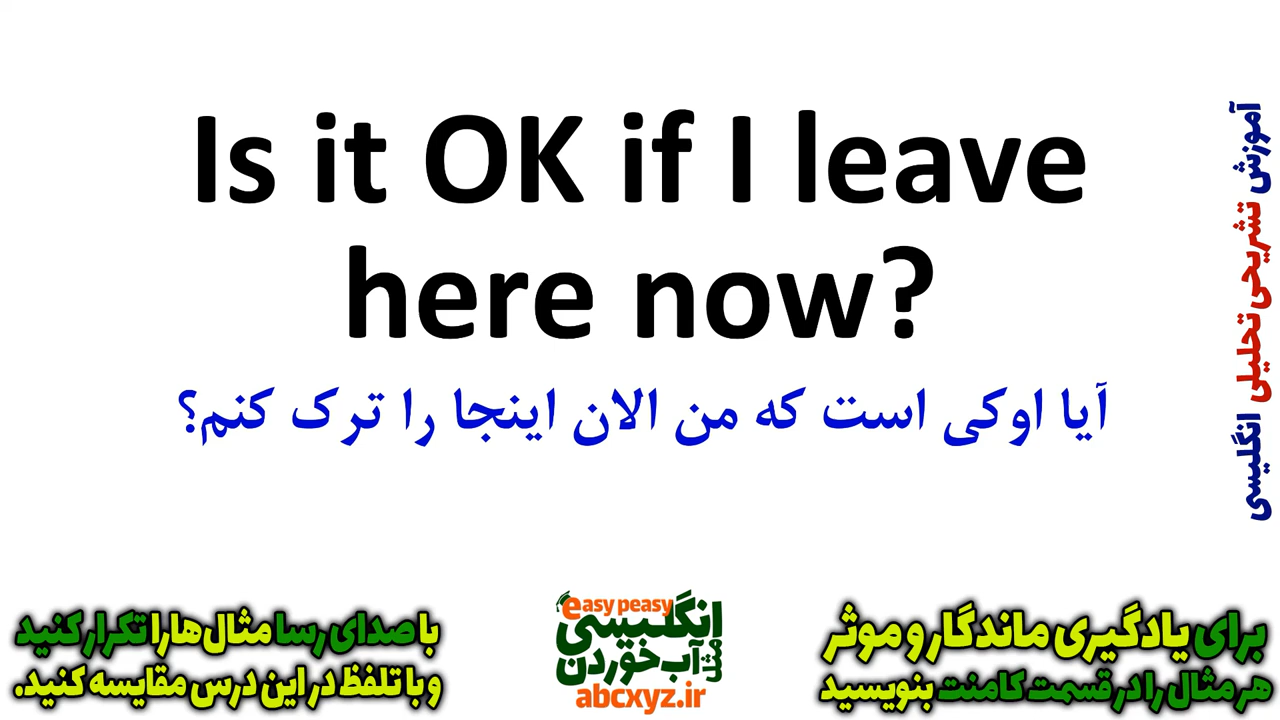 Is it OK if I leave
here now?
آیا اوکی است که من الان اینجا را ترک کنم؟
آموزش تشریحی تحلیلی انگلیسی
برای یادگیری ماندگار و موثر
هر مثال را در قسمت کامنت بنویسید
easy peasy
انگلیسی
مثل آب خوردن
abcxyz.ir
با صدای رسا مثال‌ها را تکرار کنید
و با تلفظ در این درس مقایسه کنید.